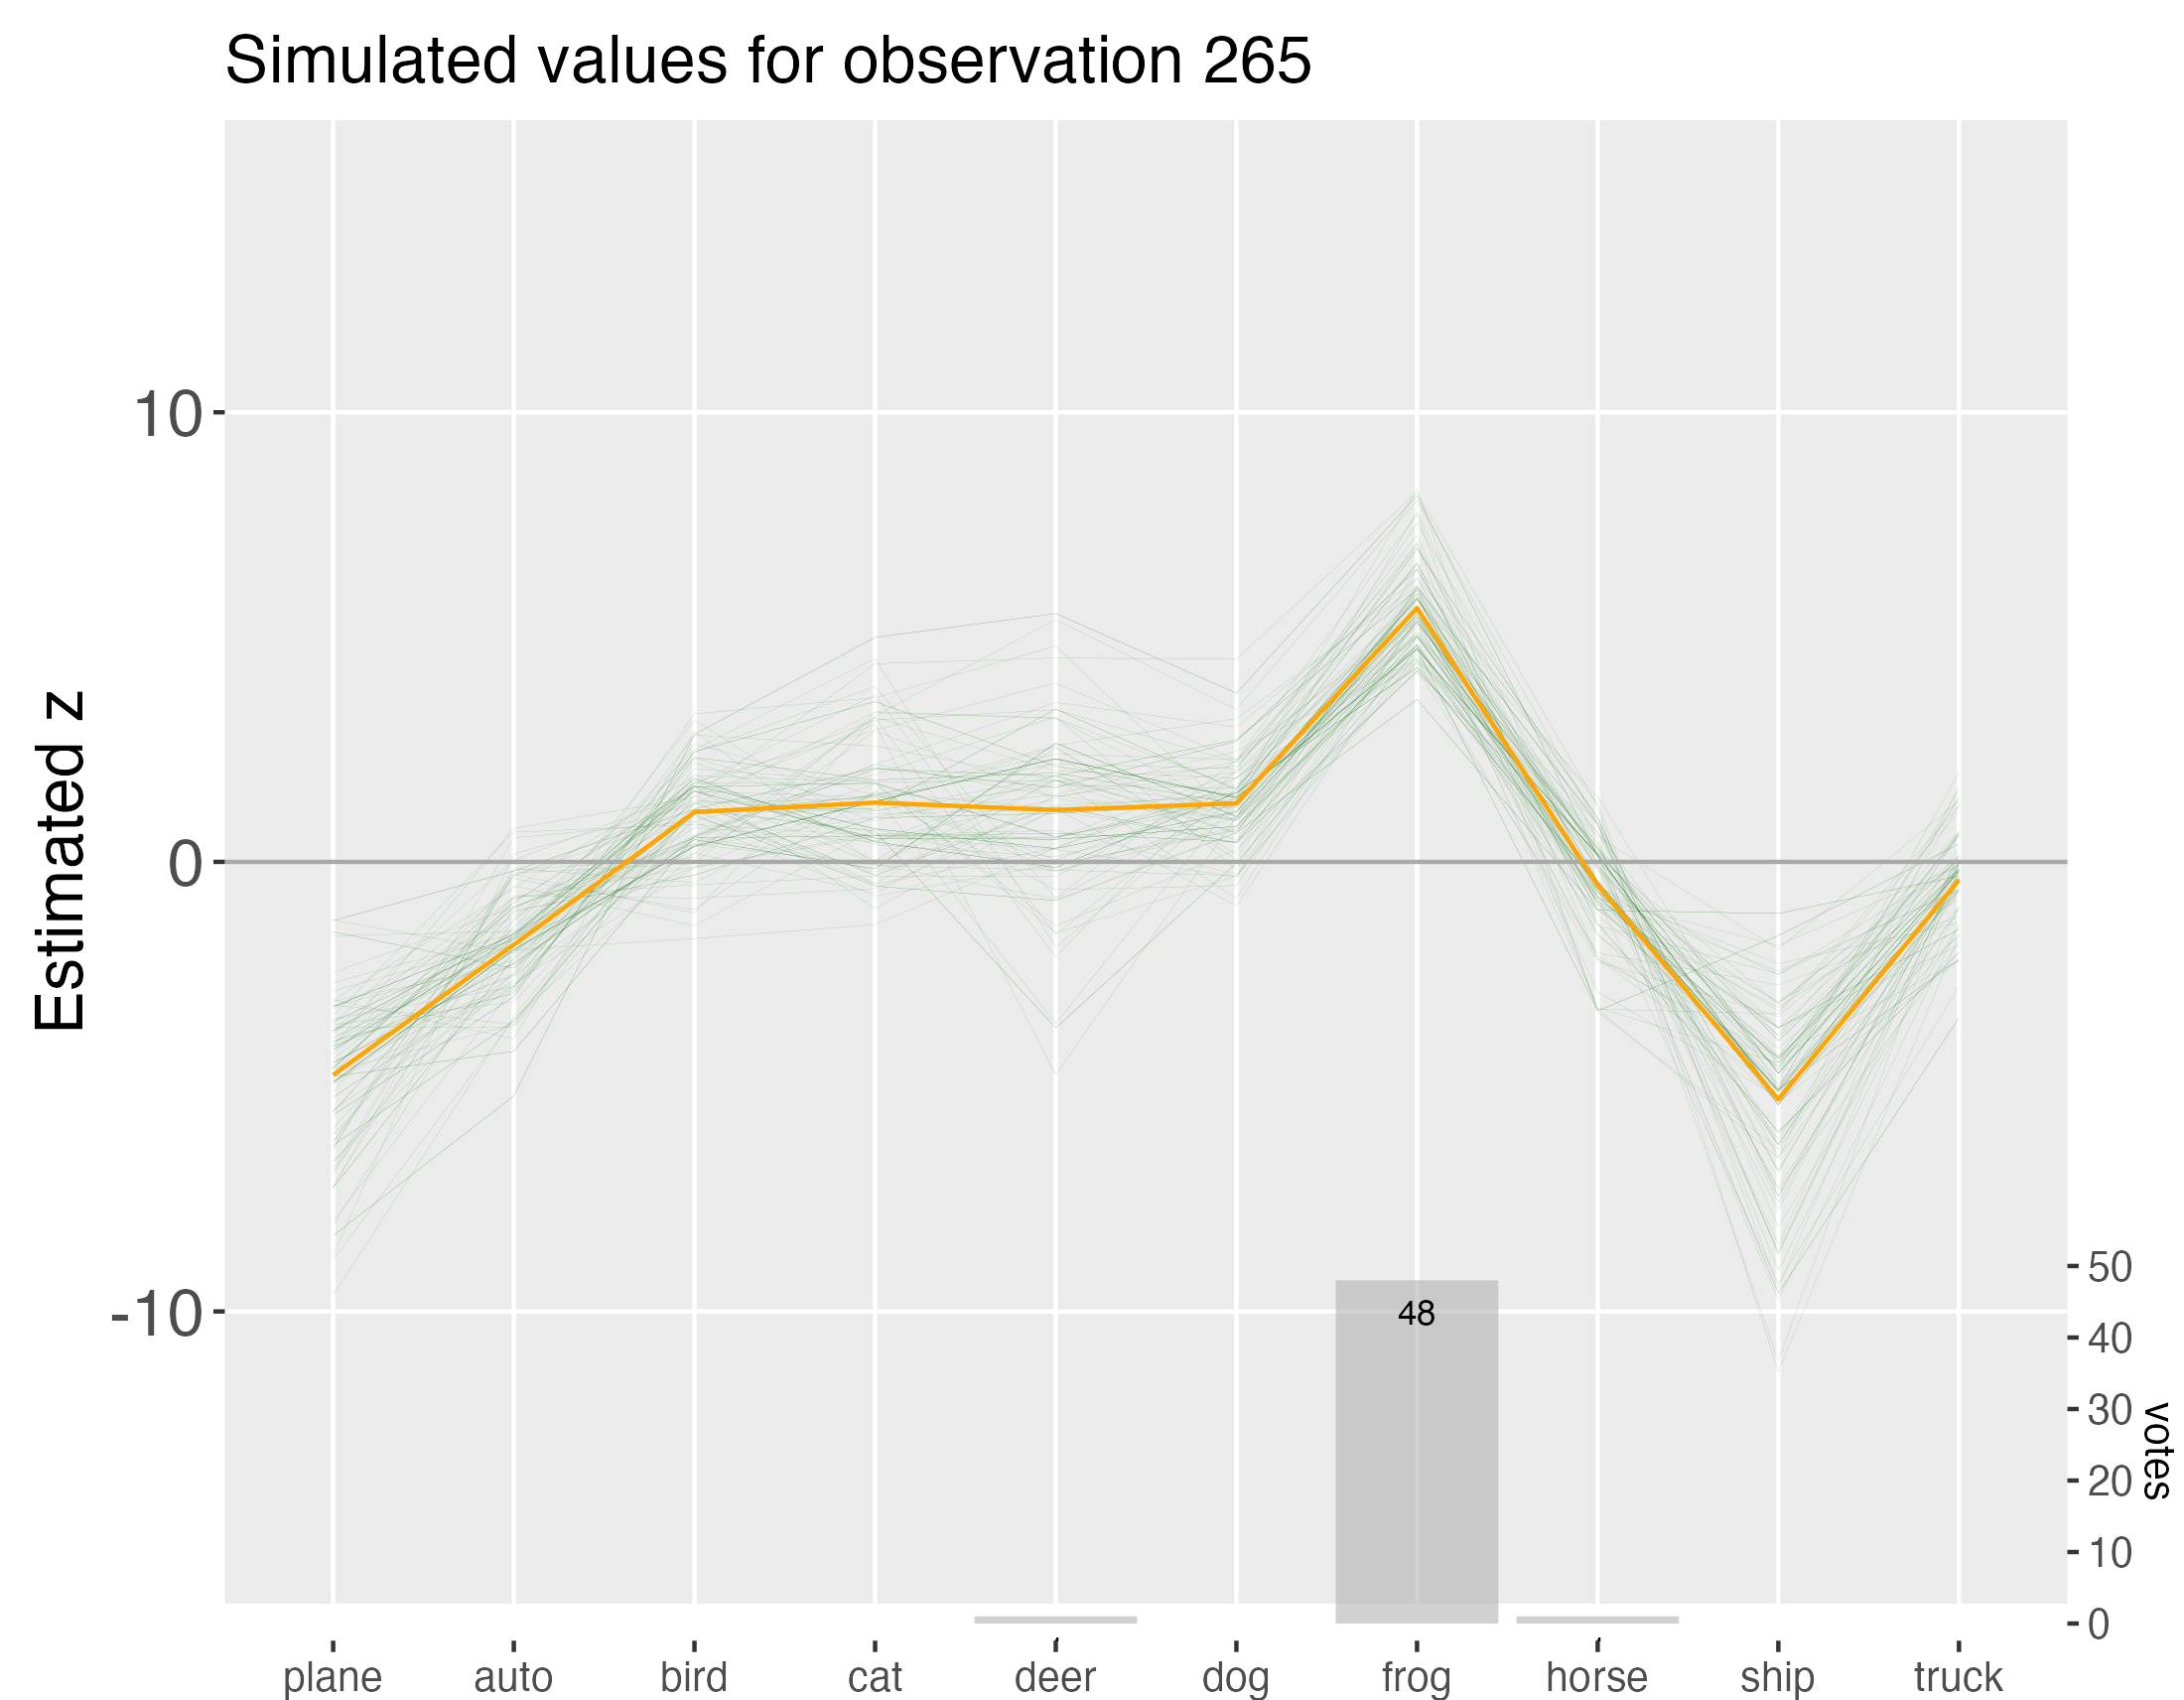 Simulated values for observation 265
Estimated z
10
0
-10
48
50
40
30
20
10
0
votes
plane auto bird cat deer dog frog horse ship truck